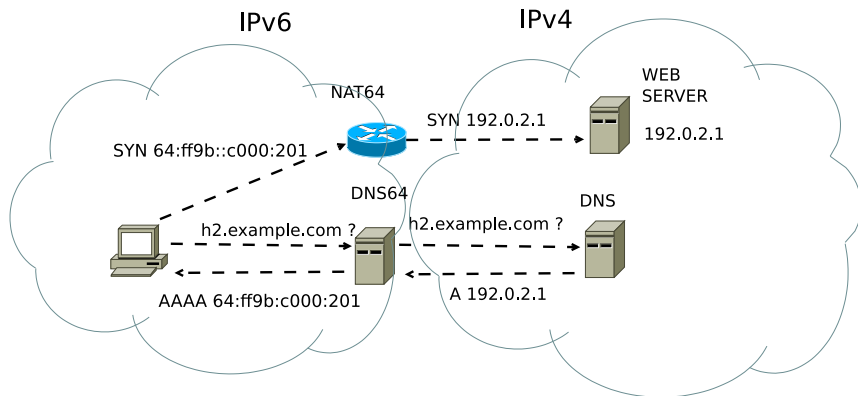 IPv6
IPv4
NAT64
WEB
SERVER
SYN 192.0.2.1
192.0.2.1
SYN 64:ff9b::c000:201
DNS64
DNS
h2.example.com ?
h2.example.com ?
AAAA 64:ff9b:c000:201
A 192.0.2.1